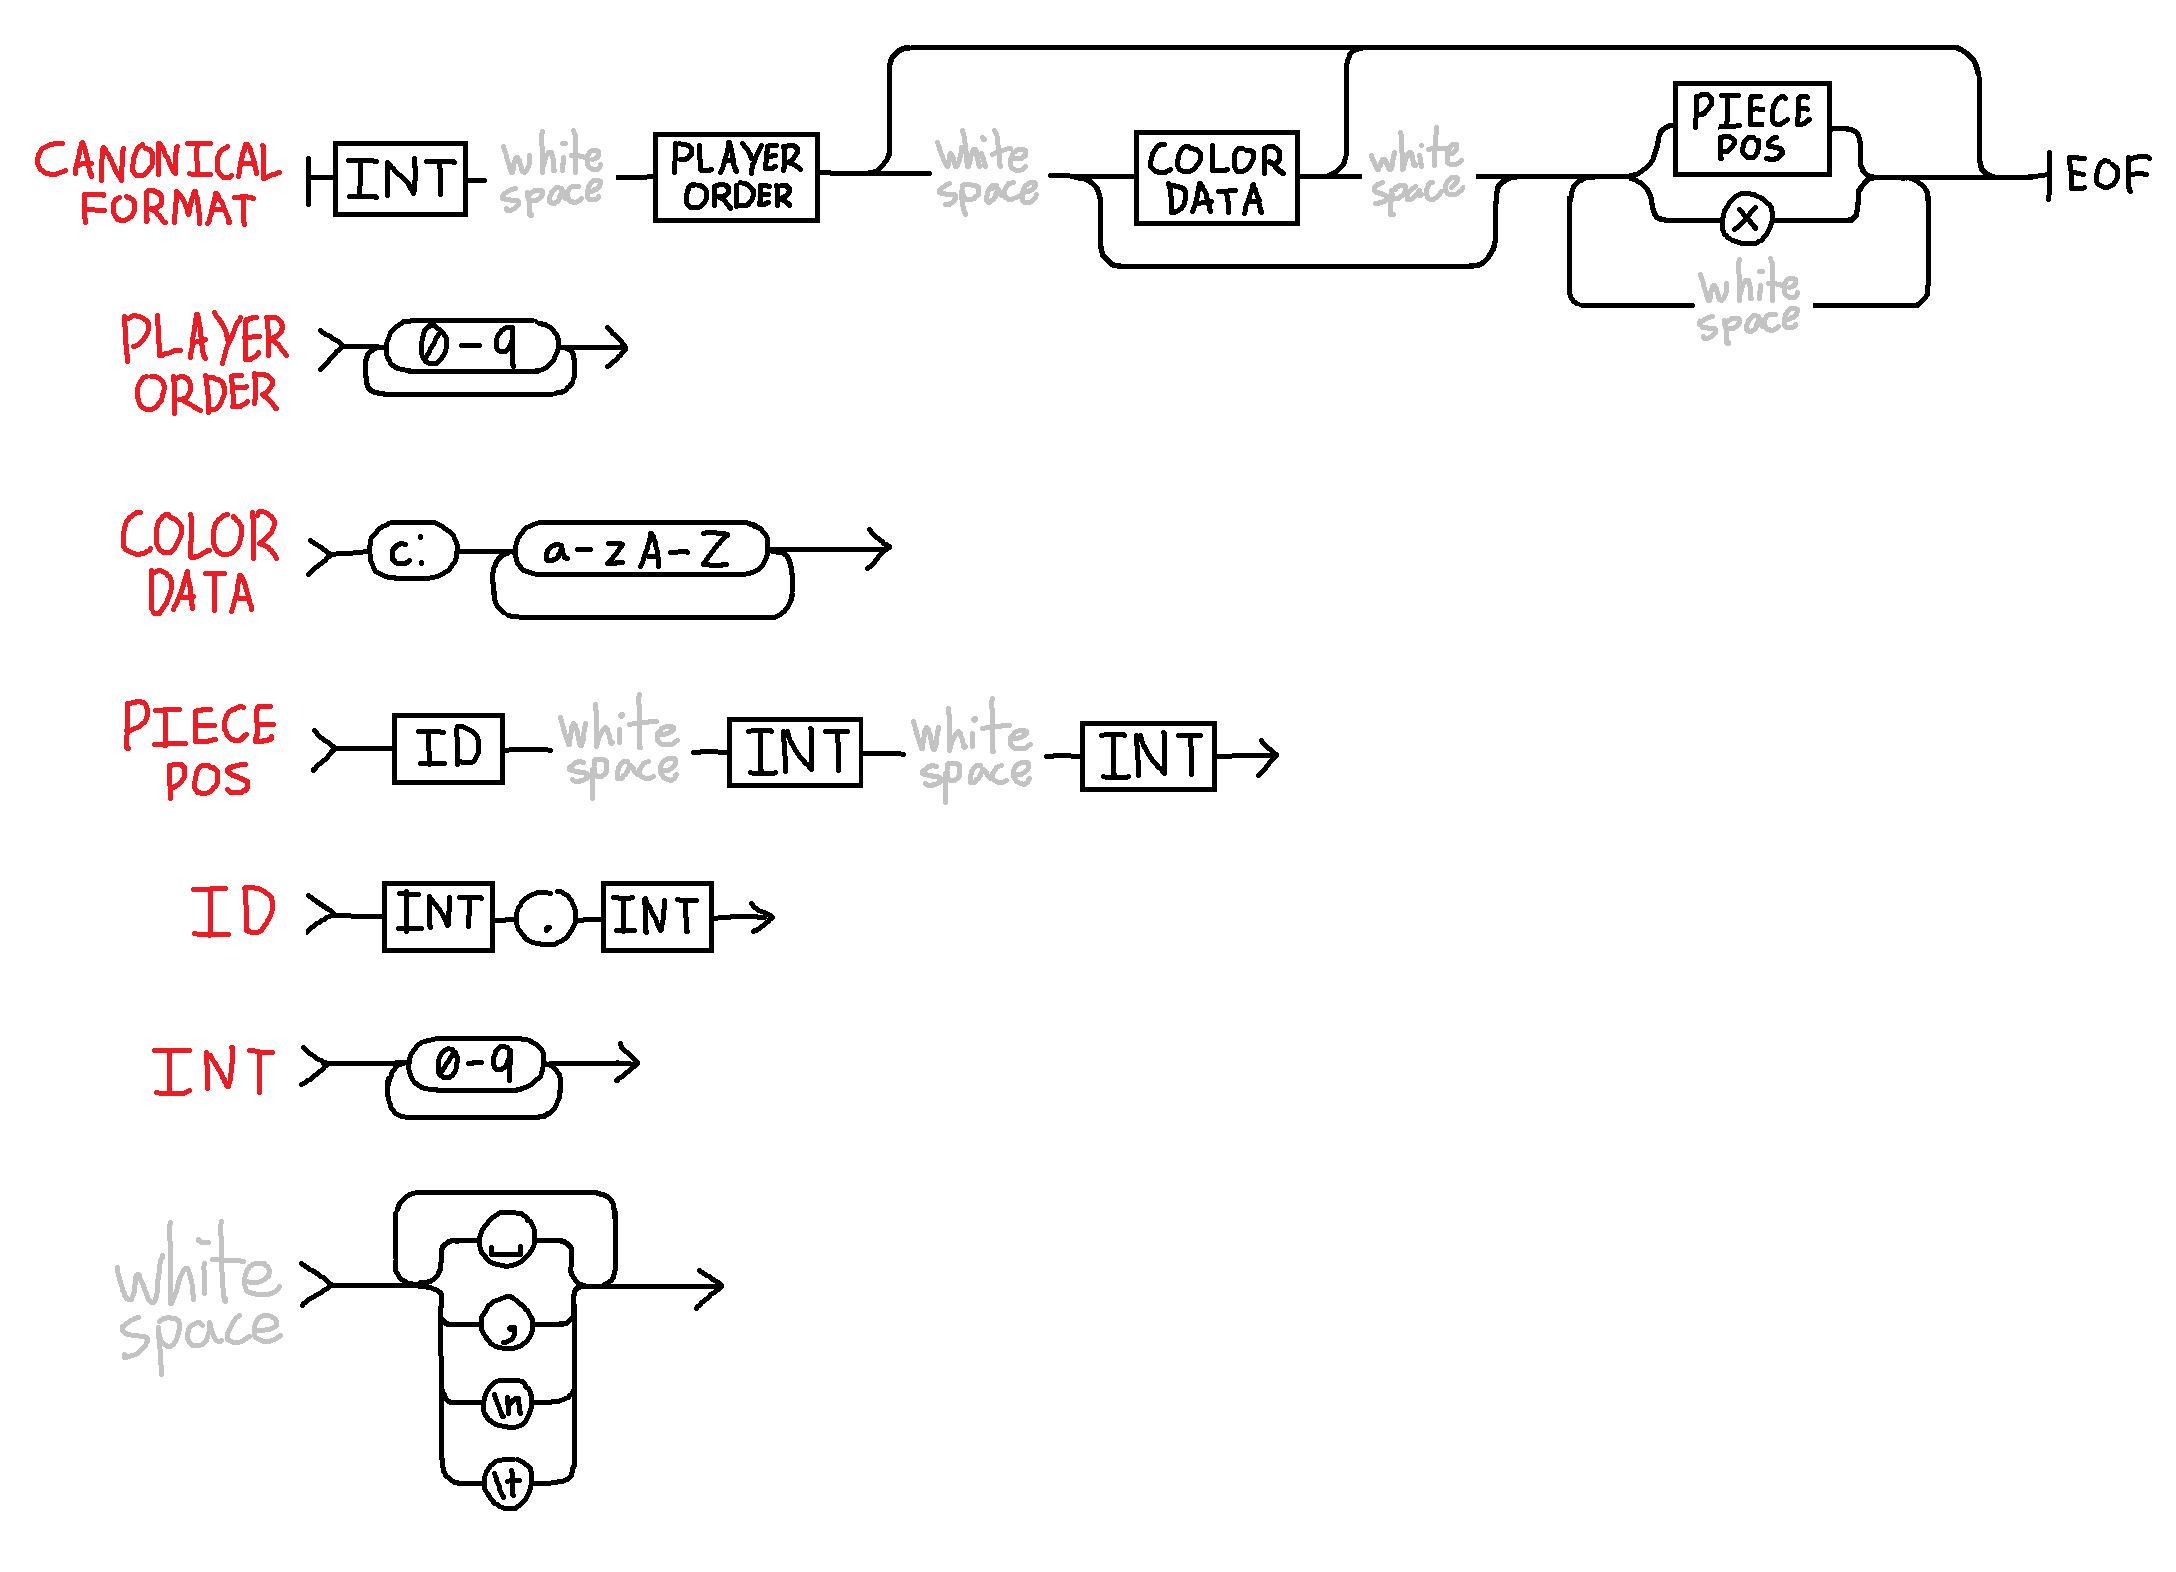 CANONICAL FORMAT
INT
white space
PLAYER ORDER
white space
COLOR DATA
white space
PIECE POS
x
white space
EOF
PLAYER ORDER
0-9
COLOR DATA
c:
a-z A-Z
PIECE POS
ID
white space
INT
white space
INT
ID
INT
.
INT
INT
0-9
white space
␣
,
\n
\t